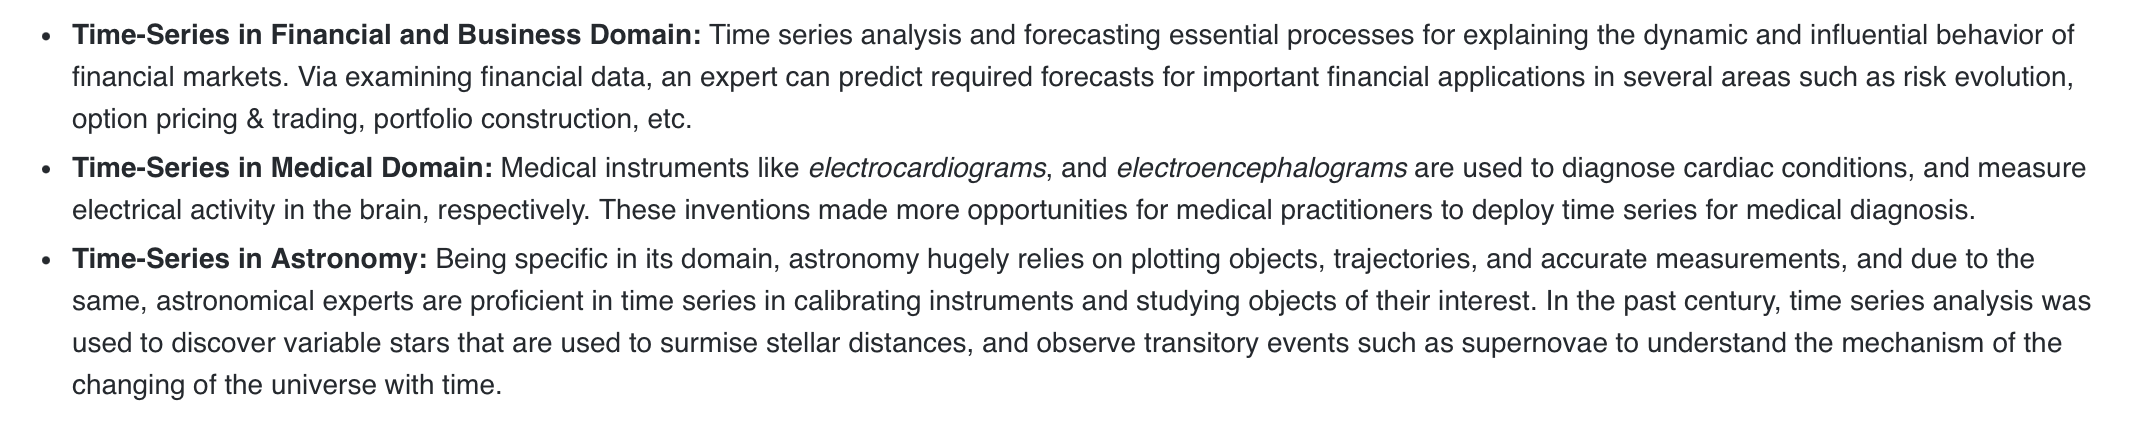 • Time-Series in Financial and Business Domain: Time series analysis and forecasting essential processes for explaining the dynamic and influential behavior of
financial markets. Via examining financial data, an expert can predict required forecasts for important financial applications in several areas such as risk evolution,
option pricing & trading, portfolio construction, etc.
• Time-Series in Medical Domain: Medical instruments like electrocardiograms, and electroencephalograms are used to diagnose cardiac conditions, and measure
electrical activity in the brain, respectively. These inventions made more opportunities for medical practitioners to deploy time series for medical diagnosis.
• Time-Series in Astronomy: Being specific in its domain, astronomy hugely relies on plotting objects, trajectories, and accurate measurements, and due to the
same, astronomical experts are proficient in time series in calibrating instruments and studying objects of their interest. In the past century, time series analysis was
used to discover variable stars that are used to surmise stellar distances, and observe transitory events such as supernovae to understand the mechanism of the
changing of the universe with time.